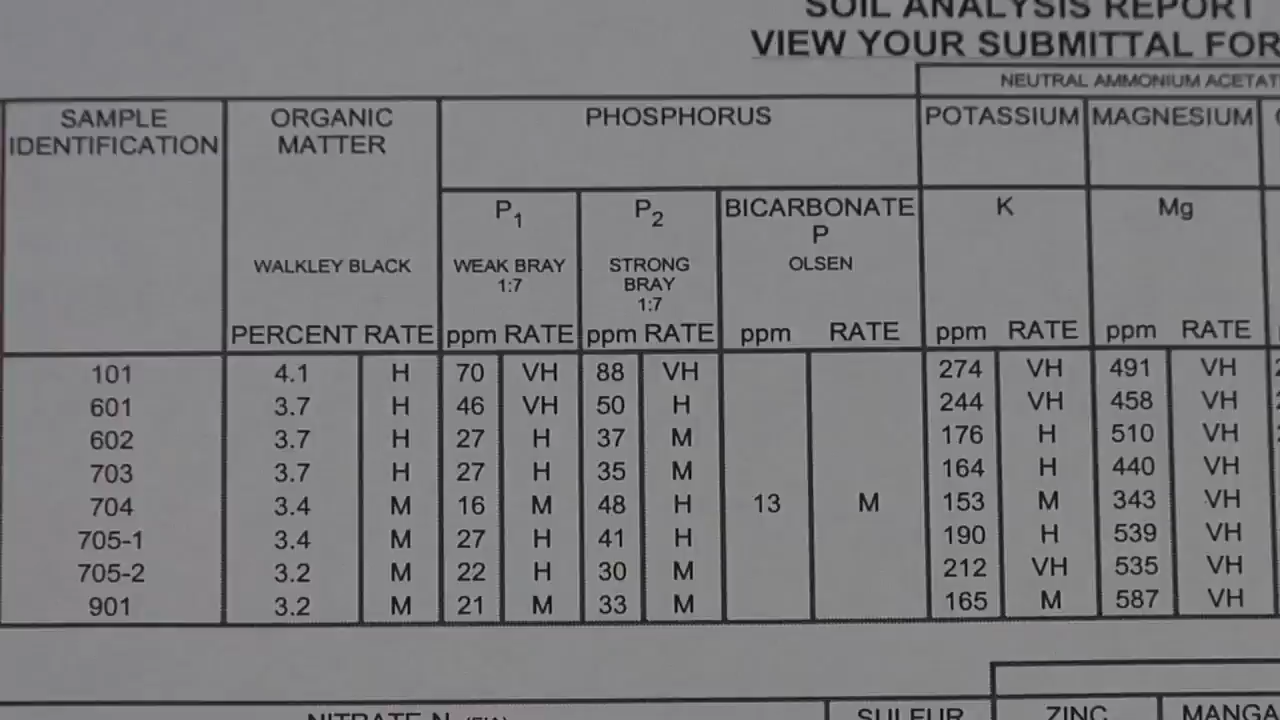 SOIL ANALYSIS REPORT
VIEW YOUR SUBMITTAL FOR
NEUTRAL AMMONIUM ACETAT
SAMPLE IDENTIFICATION ORGANIC MATTER PHOSPHORUS POTASSIUM MAGNESIUM
P1 P2 BICARBONATE P K Mg
WALKLEY BLACK WEAK BRAY 1:7 STRONG BRAY 1:7 OLSEN
PERCENT RATE ppm RATE ppm RATE ppm RATE ppm RATE ppm RATE
101 4.1 H 70 VH 88 VH 274 VH 491 VH
601 3.7 H 46 VH 50 H 244 VH 458 VH
602 3.7 H 27 H 37 M 176 H 510 VH
703 3.7 H 27 H 35 M 164 H 440 VH
704 3.4 M 16 M 48 H 13 M 153 M 343 VH
705-1 3.4 M 27 H 41 H 190 H 539 VH
705-2 3.2 M 22 H 30 M 212 VH 535 VH
901 3.2 M 21 M 33 M 165 M 587 VH
NITRATE-N SULFUR ZINC MANGA